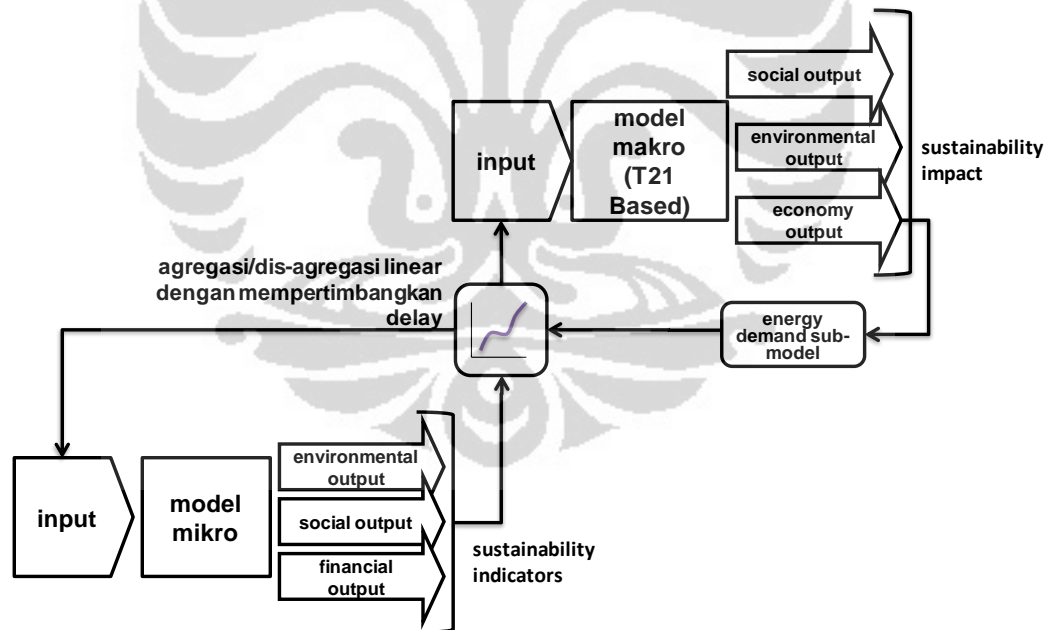 social output
environmental
output
economy
output
sustainability
impact
input
model
makro
(T21
Based)
agregasi/dis-agregasi linear
dengan mempertimbangkan
delay
energy
demand sub-
model
input
model
mikro
environmental
output
social output
financial
output
sustainability
indicators